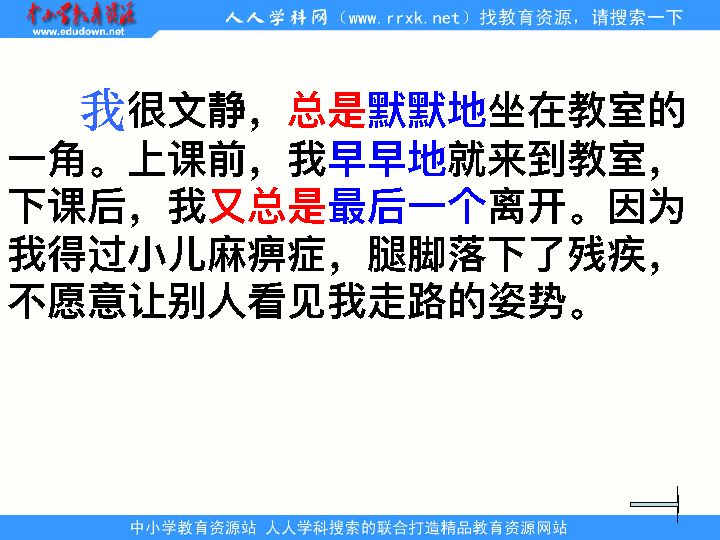 中小学教育资源
www.edudown.net
人人学科网（www.rrxk.net）找教育资源，请搜索一下
我很文静，总是默默地坐在教室的
一角。上课前，我早早地就来到教室，
下课后，我又总是最后一个离开。因为
我得过小儿麻痹症，腿脚落下了残疾，
不愿意让别人看见我走路的姿势。
中小学教育资源站 人人学科搜索的联合打造精品教育资源网站